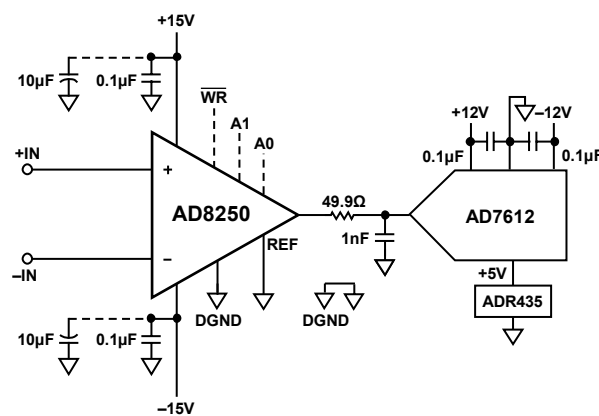 +15V
10µF
0.1µF
WR
A1
A0
+12V
–12V
0.1µF
0.1µF
+IN
+
AD8250
49.9Ω
AD7612
1nF
REF
–IN
–
+5V
DGND
DGND
ADR435
10µF
0.1µF
–15V